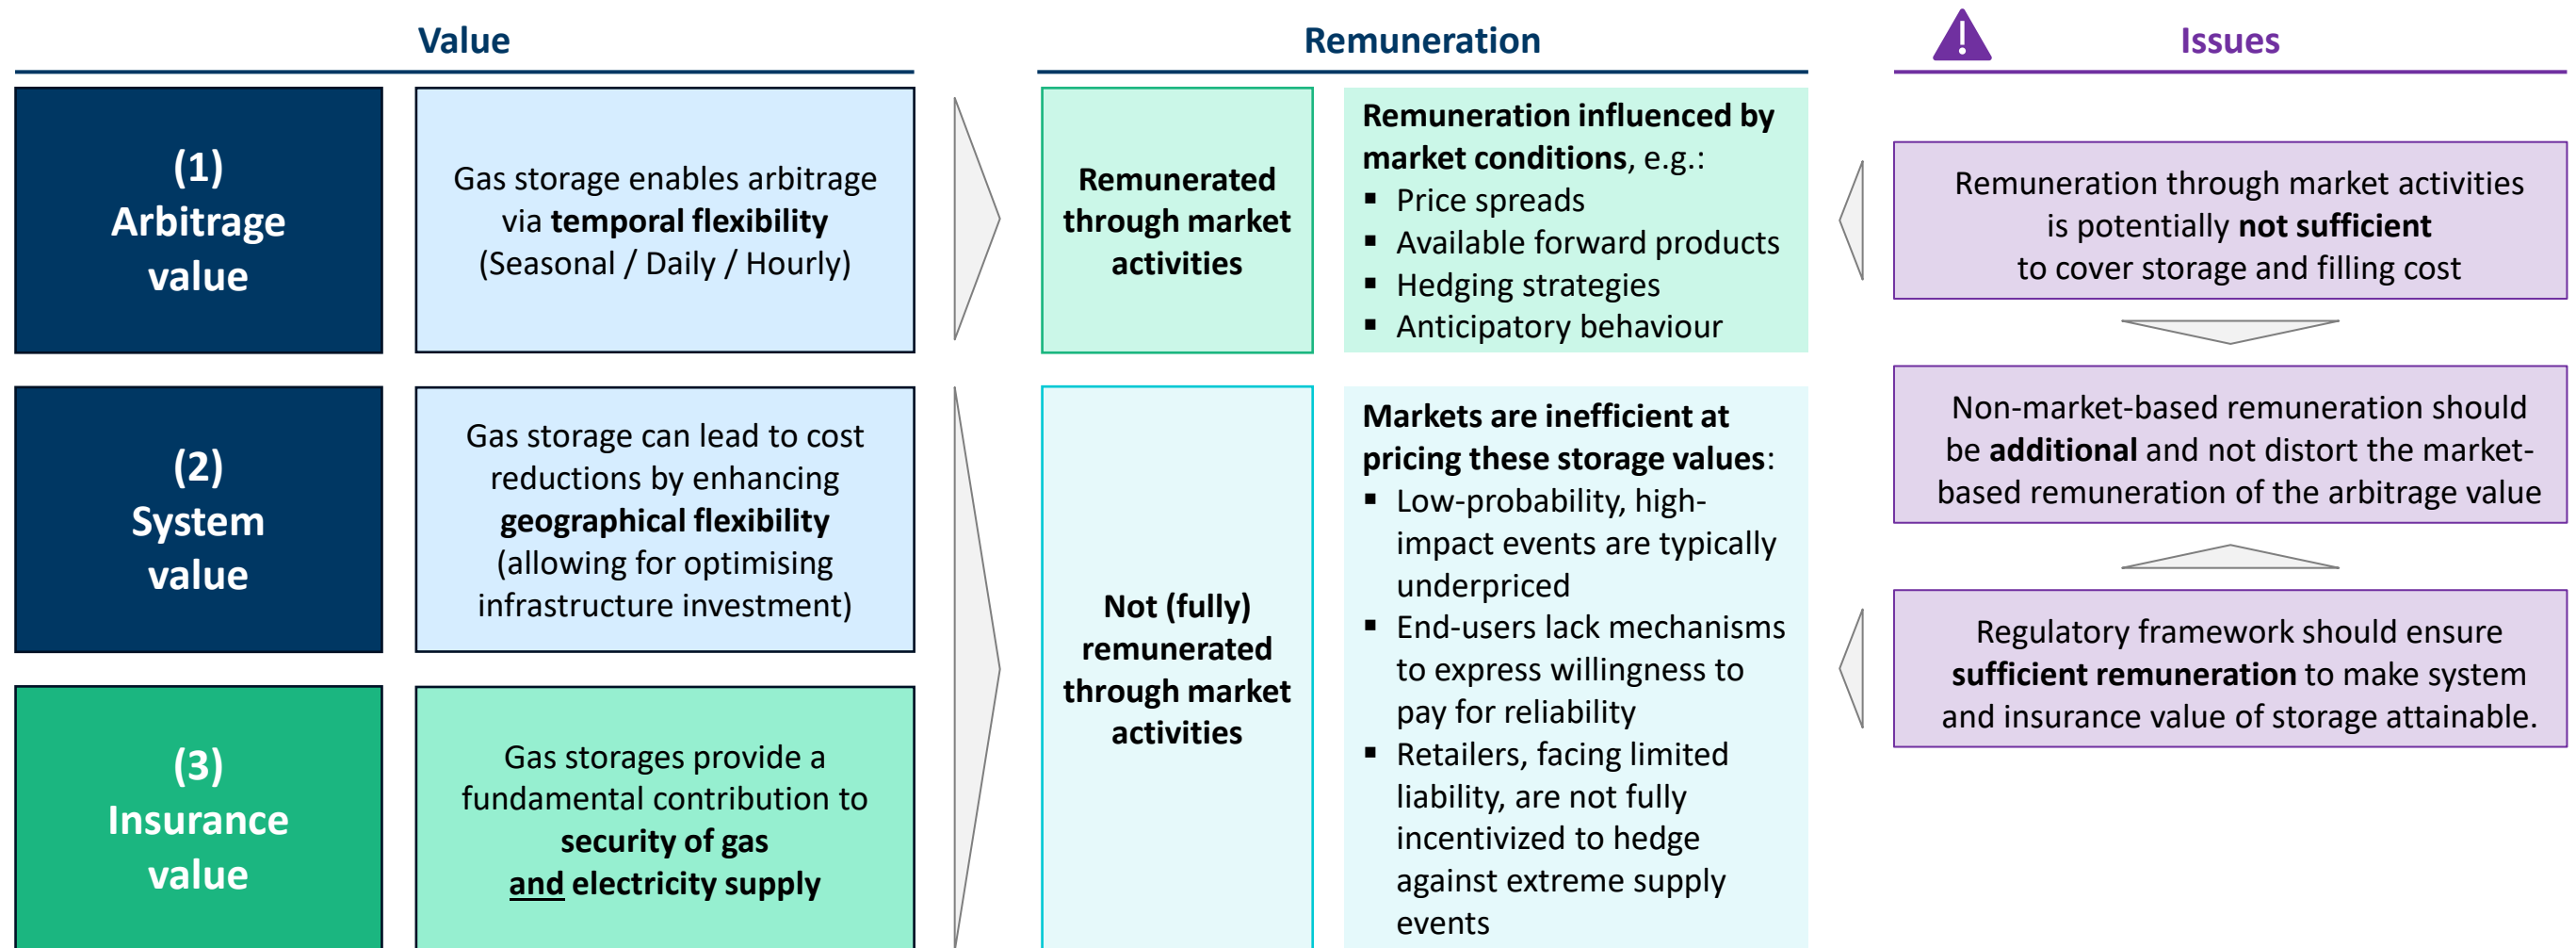 Value
(1)
Arbitrage
value
Gas storage enables arbitrage
via temporal flexibility
(Seasonal / Daily / Hourly)
(2)
System
value
Gas storage can lead to cost
reductions by enhancing
geographical flexibility
(allowing for optimising
infrastructure investment)
(3)
Insurance
value
Gas storages provide a
fundamental contribution to
security of gas
and electricity supply
Remuneration
Remunerated
through market
activities
Remuneration influenced by
market conditions, e.g.:
▪ Price spreads
▪ Available forward products
▪ Hedging strategies
▪ Anticipatory behaviour
Not (fully)
remunerated
through market
activities
Markets are inefficient at
pricing these storage values:
▪ Low-probability, high-
impact events are typically
underpriced
▪ End-users lack mechanisms
to express willingness to
pay for reliability
▪ Retailers, facing limited
liability, are not fully
incentivized to hedge
against extreme supply
events
!
Issues
Remuneration through market activities
is potentially not sufficient
to cover storage and filling cost
Non-market-based remuneration should
be additional and not distort the market-
based remuneration of the arbitrage value
Regulatory framework should ensure
sufficient remuneration to make system
and insurance value of storage attainable.